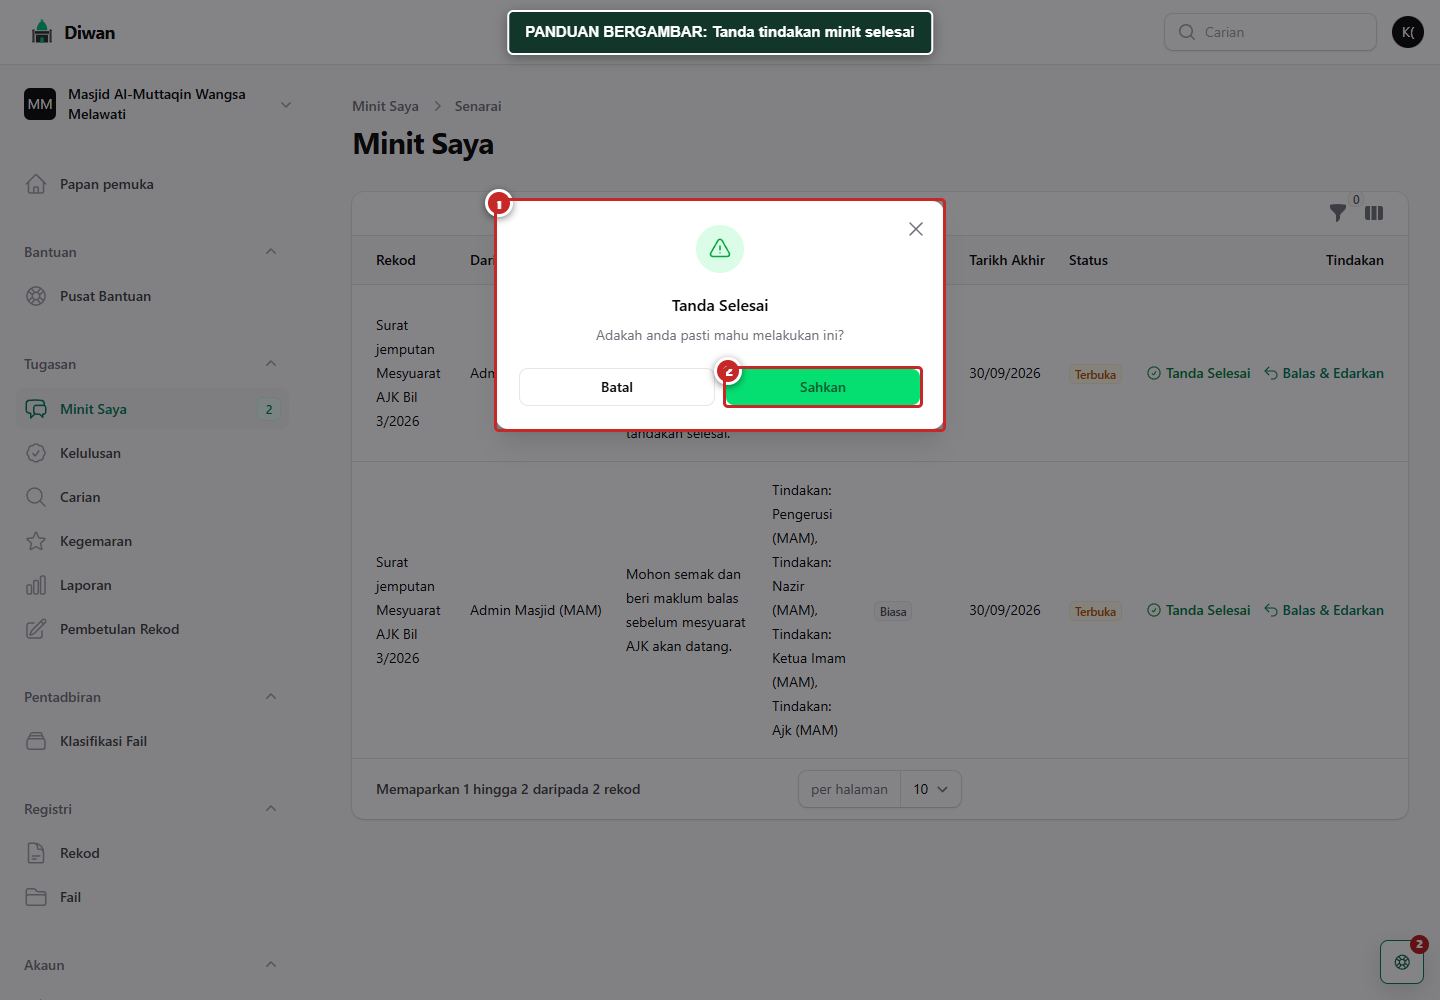 PANDUAN BERGAMBAR: Tanda tindakan minit selesai
Diwan
Carian
K(
MM
Masjid Al-Muttaqin Wangsa
Melawati
Papan pemuka
Bantuan
Pusat Bantuan
Tugasan
Minit Saya
2
Kelulusan
Carian
Kegemaran
Laporan
Pembetulan Rekod
Pentadbiran
Klasifikasi Fail
Registri
Rekod
Fail
Akaun
Minit Saya
Senarai
Minit Saya
0
Rekod
Tarikh Akhir
Status
Tindakan
Surat
jemputan
Mesyuarat
AJK Bil
3/2026
tandakan selesai.
30/09/2026
Terbuka
Tanda Selesai
Balas & Edarkan
1
Tanda Selesai
Adakah anda pasti mahu melakukan ini?
Batal
2
Sahkan
Surat
jemputan
Mesyuarat
AJK Bil
3/2026
Admin Masjid (MAM)
Mohon semak dan
beri maklum balas
sebelum mesyuarat
AJK akan datang.
Tindakan:
Pengerusi
(MAM),
Tindakan:
Nazir
(MAM),
Tindakan:
Ketua Imam
(MAM),
Tindakan:
Ajk (MAM)
Biasa
30/09/2026
Terbuka
Tanda Selesai
Balas & Edarkan
Memaparkan 1 hingga 2 daripada 2 rekod
per halaman
10
2